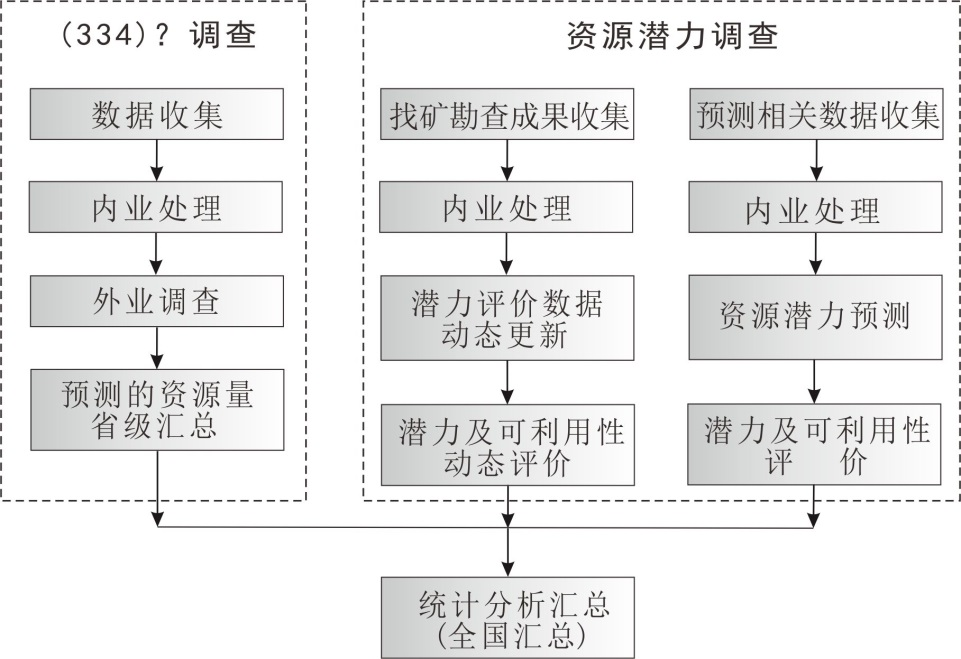 (334)? 调查
数据收集
内业处理
外业调查
预测的资源量
省级汇总
资源潜力调查
找矿勘查成果收集
内业处理
潜力评价数据
动态更新
潜力及可利用性
动态评价
预测相关数据收集
内业处理
资源潜力预测
潜力及可利用性
评 价
统计分析汇总
(全国汇总)